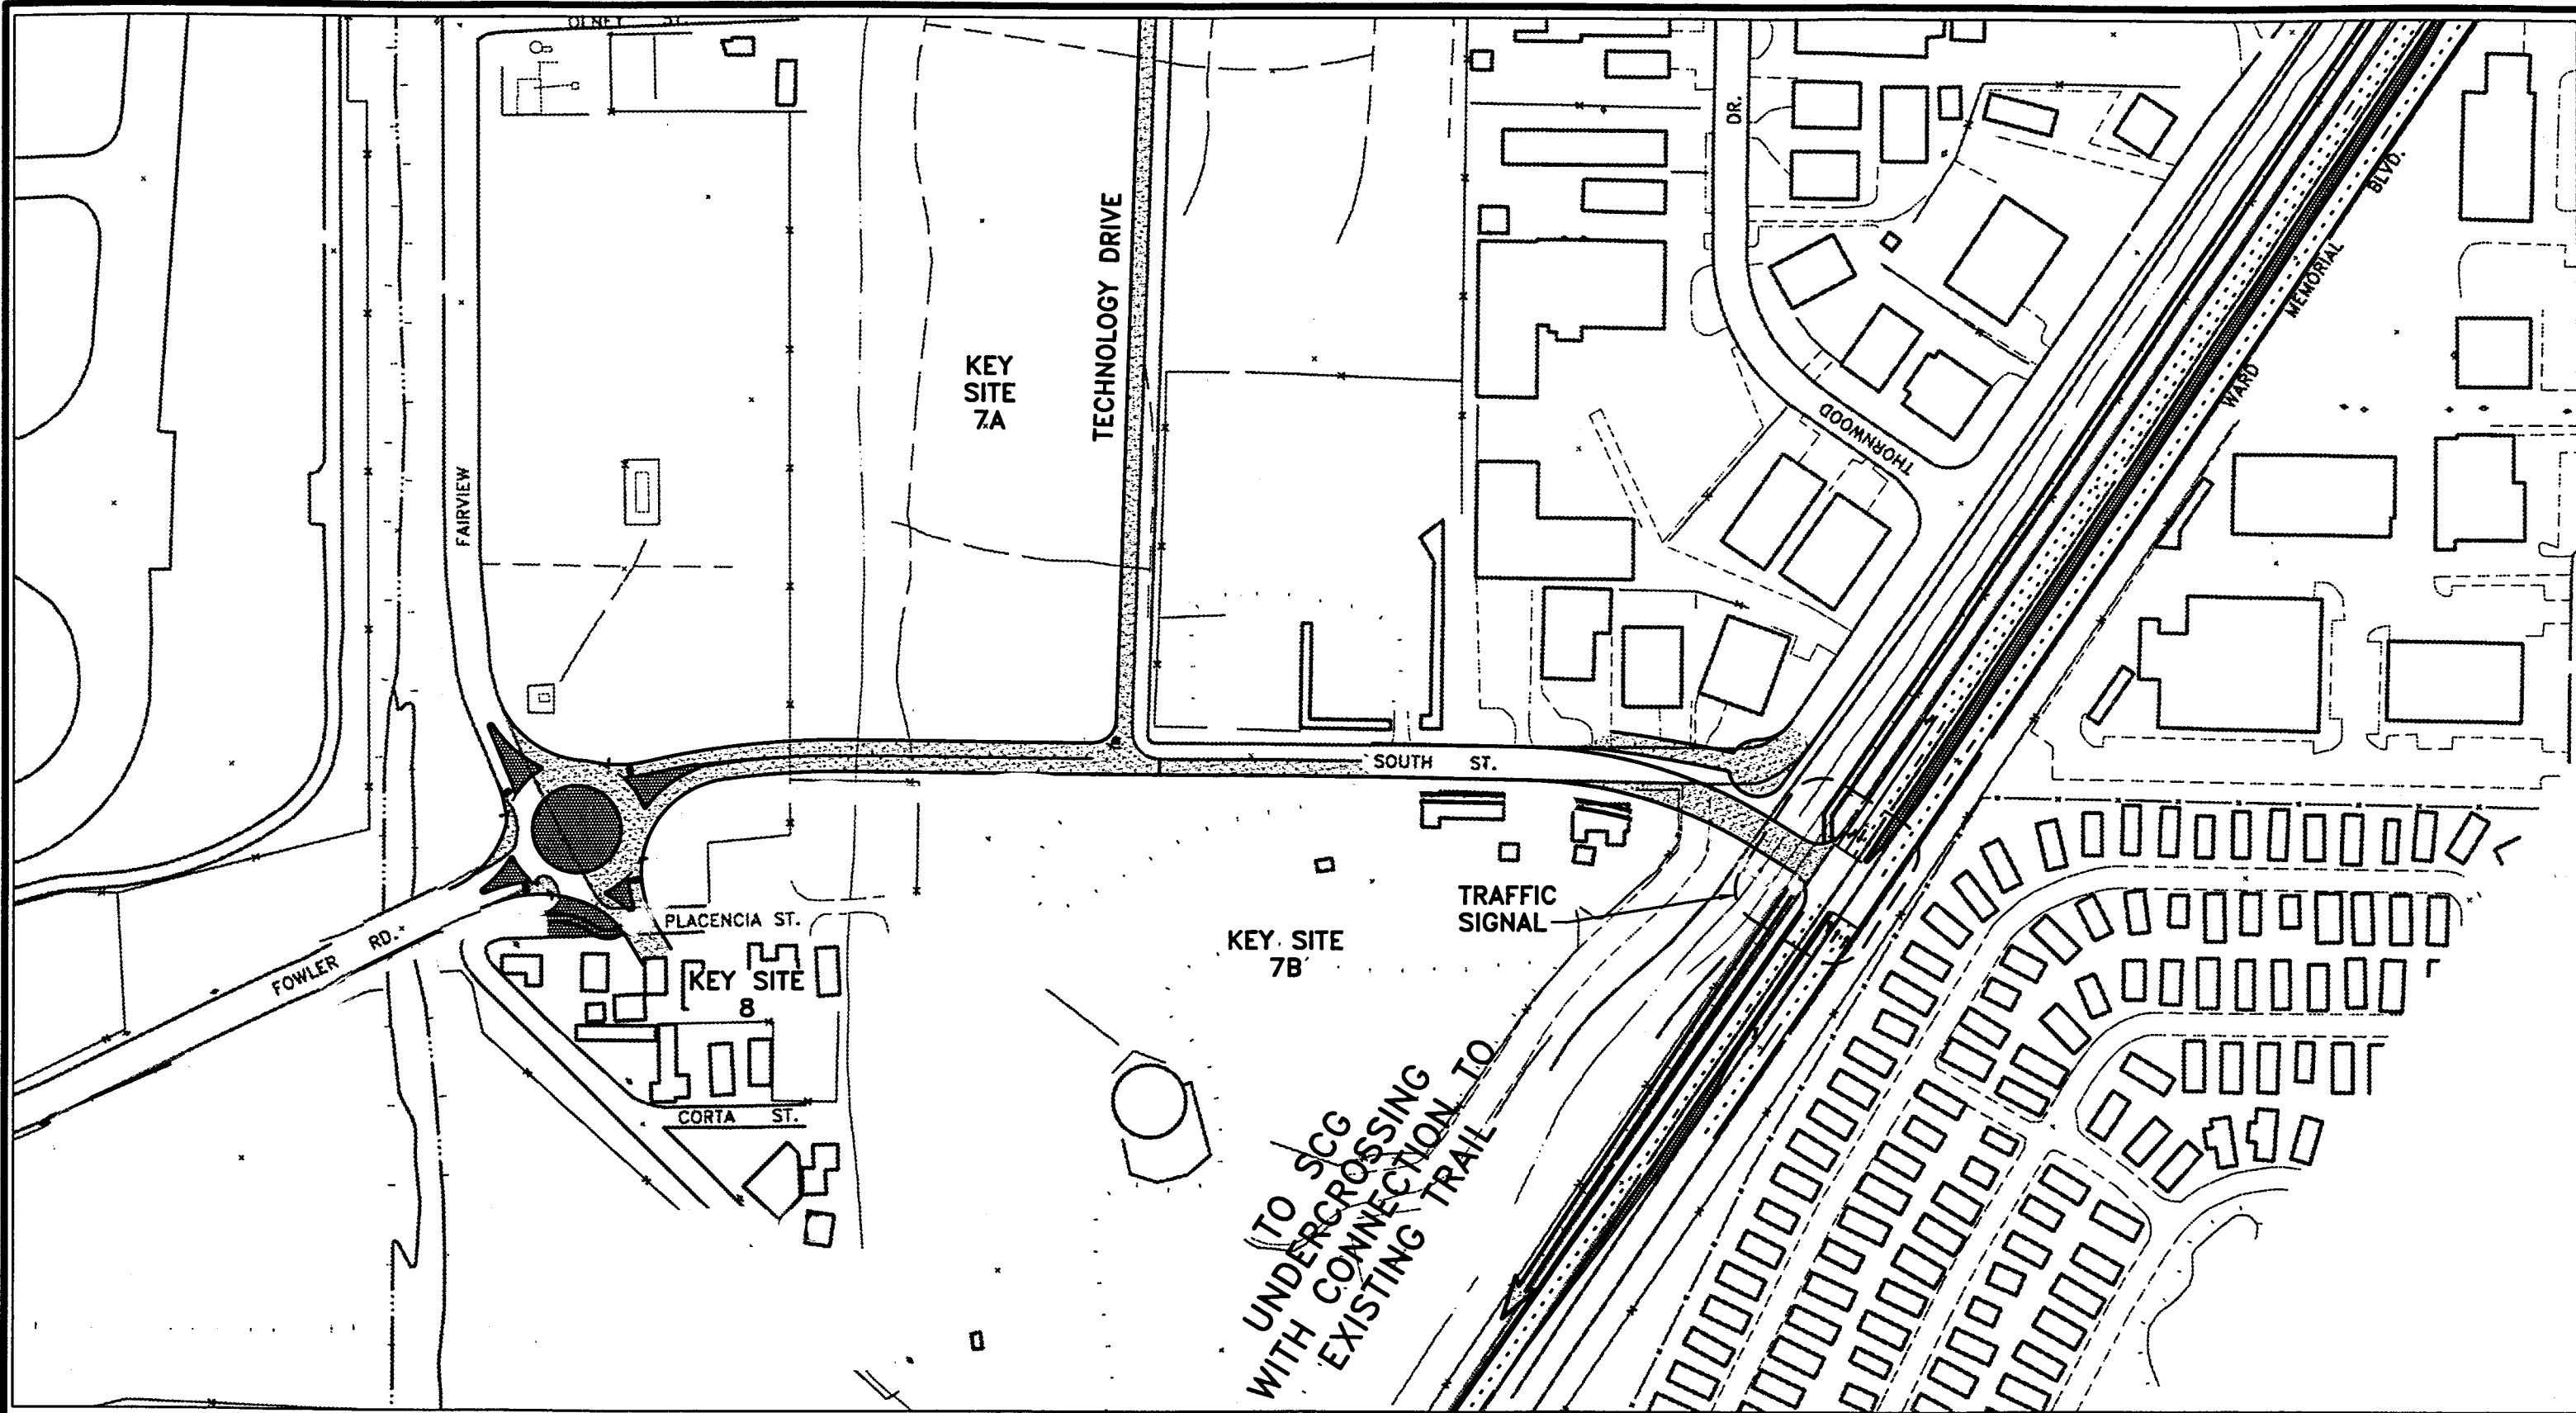 OLNEY ST.
DR.
BLVD.
MEMORIAL
WARD
TECHNOLOGY DRIVE
KEY
SITE
7A
THORNWOOD
FAIRVIEW
SOUTH ST.
TRAFFIC
SIGNAL
PLACENCIA ST.
KEY SITE
7B
FOWLER RD.
KEY SITE
8
CORTA ST.
TO SCG
UNDERCROSSING
WITH CONNECTION TO
EXISTING TRAIL